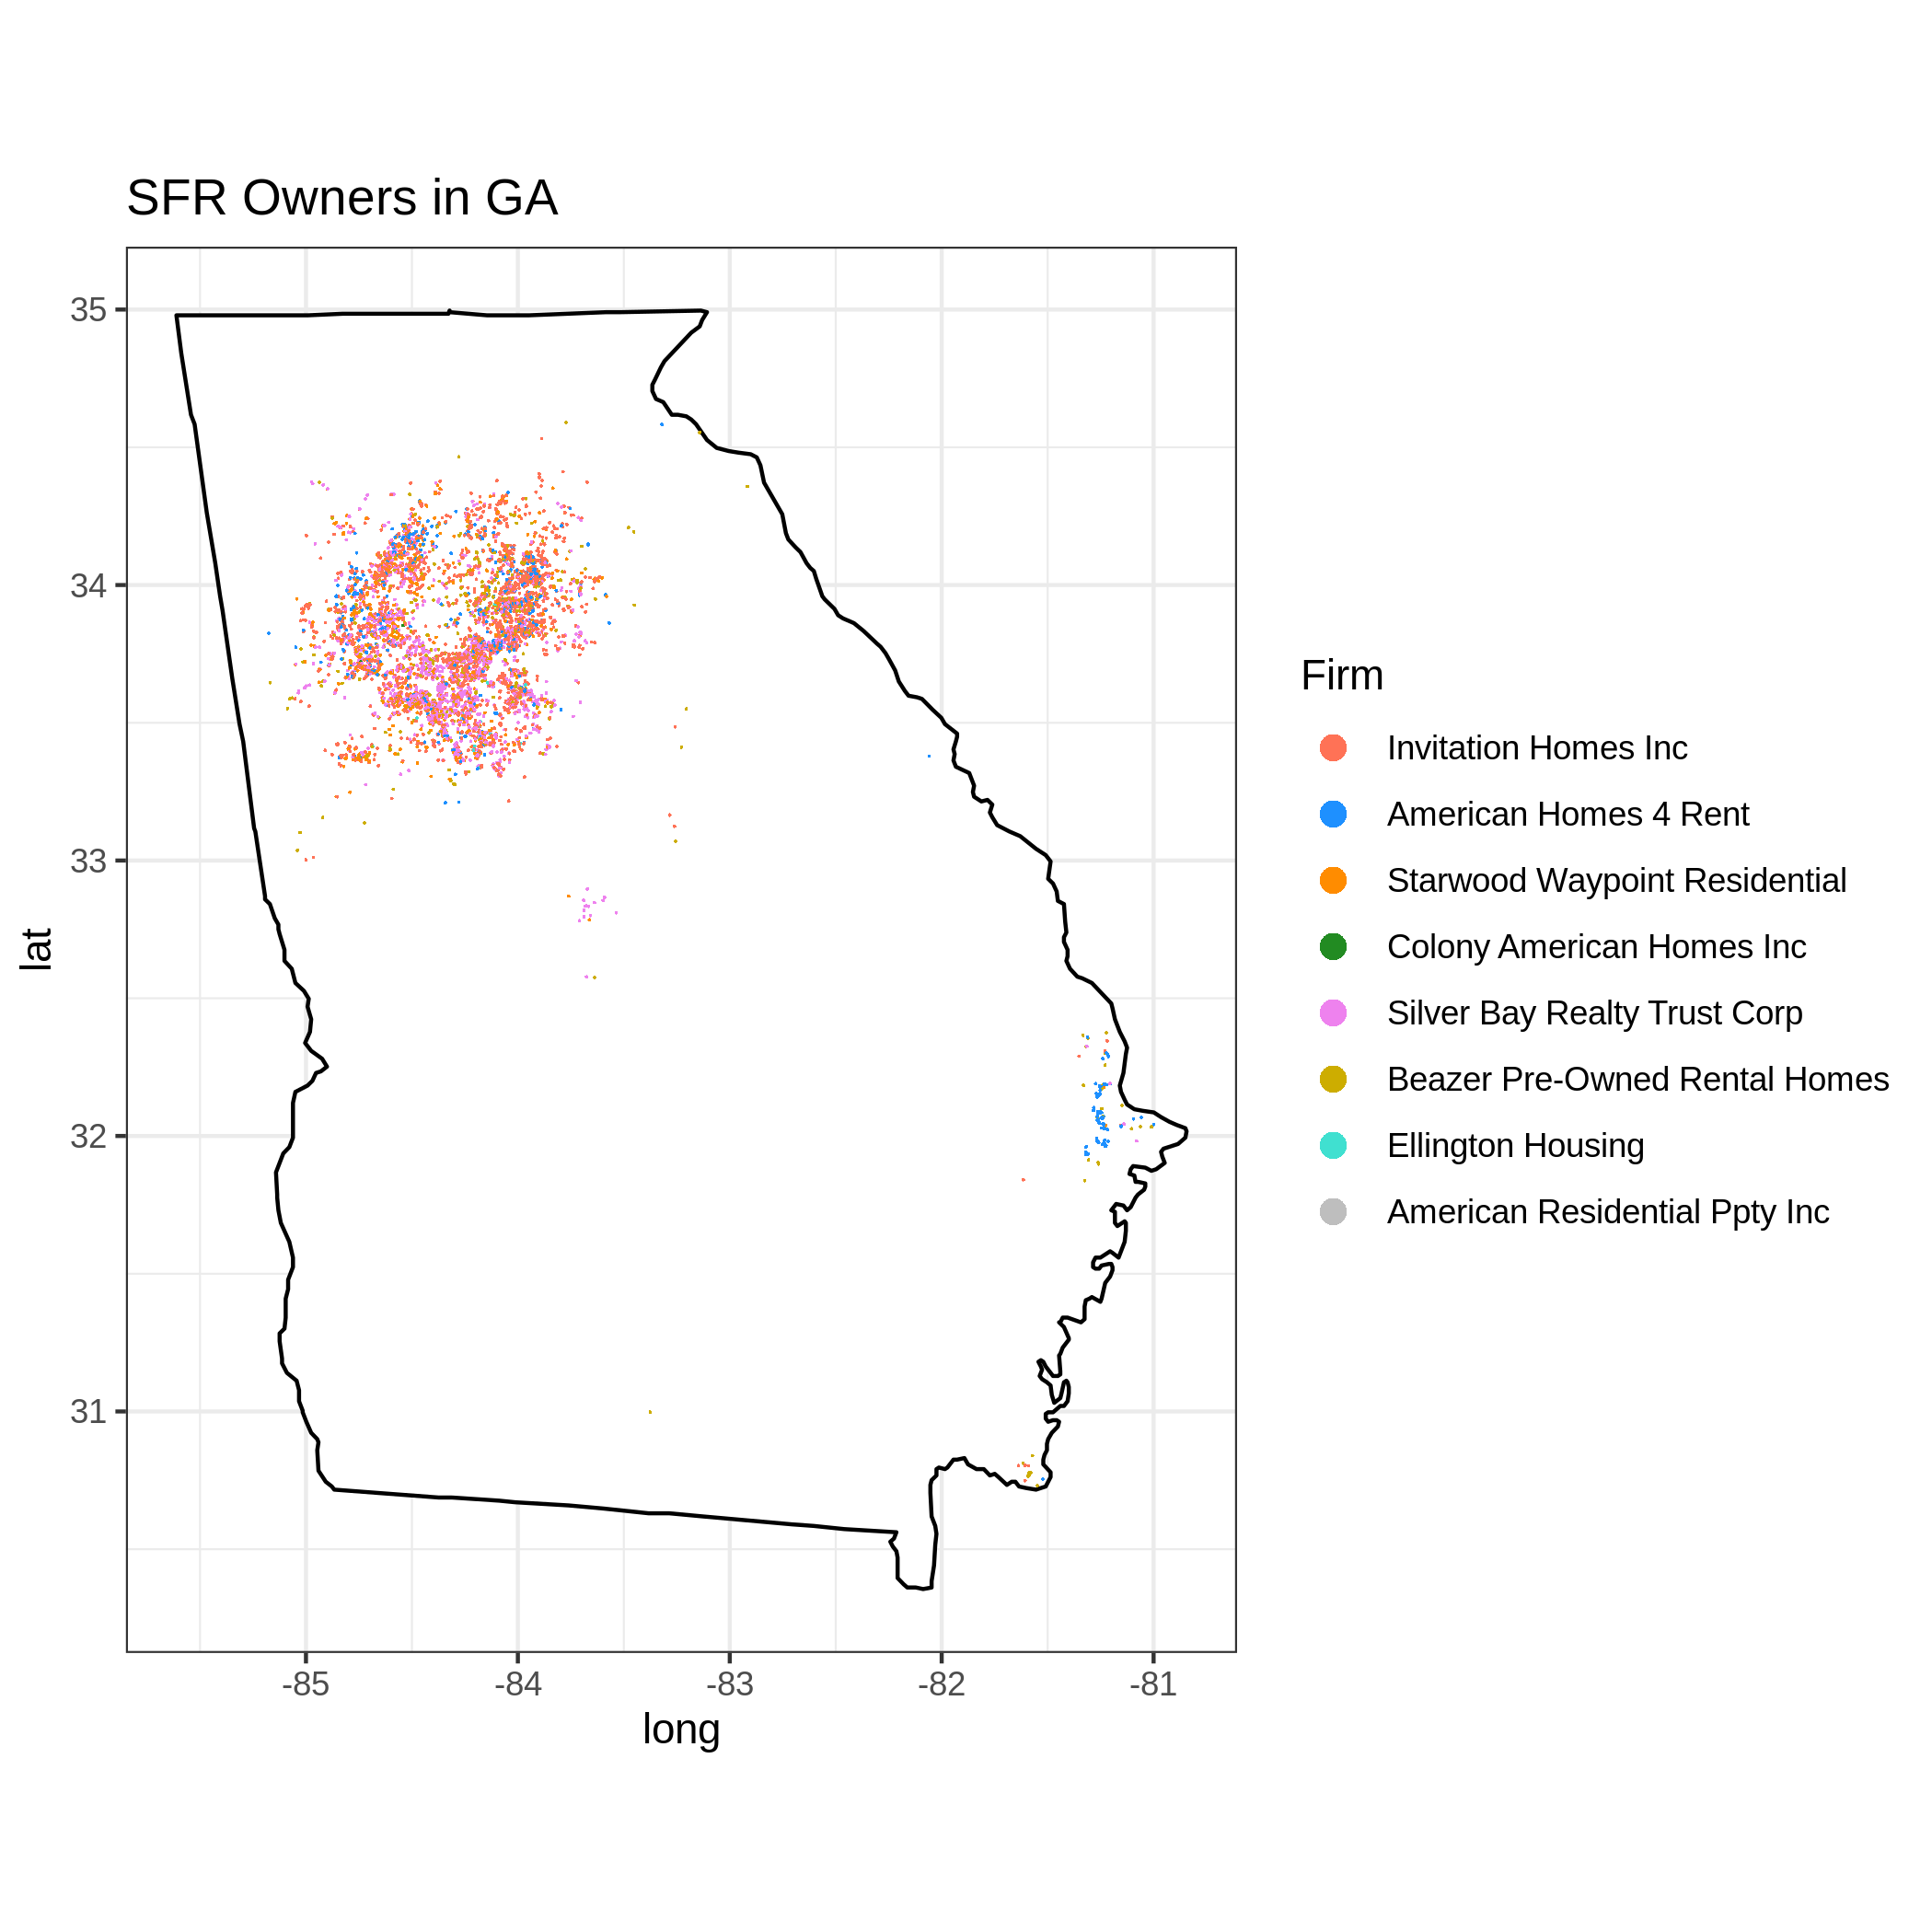 SFR Owners in GA
35
34
33
32
31
lat
-85 -84 -83 -82 -81
long
Firm
Invitation Homes Inc
American Homes 4 Rent
Starwood Waypoint Residential
Colony American Homes Inc
Silver Bay Realty Trust Corp
Beazer Pre-Owned Rental Homes
Ellington Housing
American Residential Ppty Inc